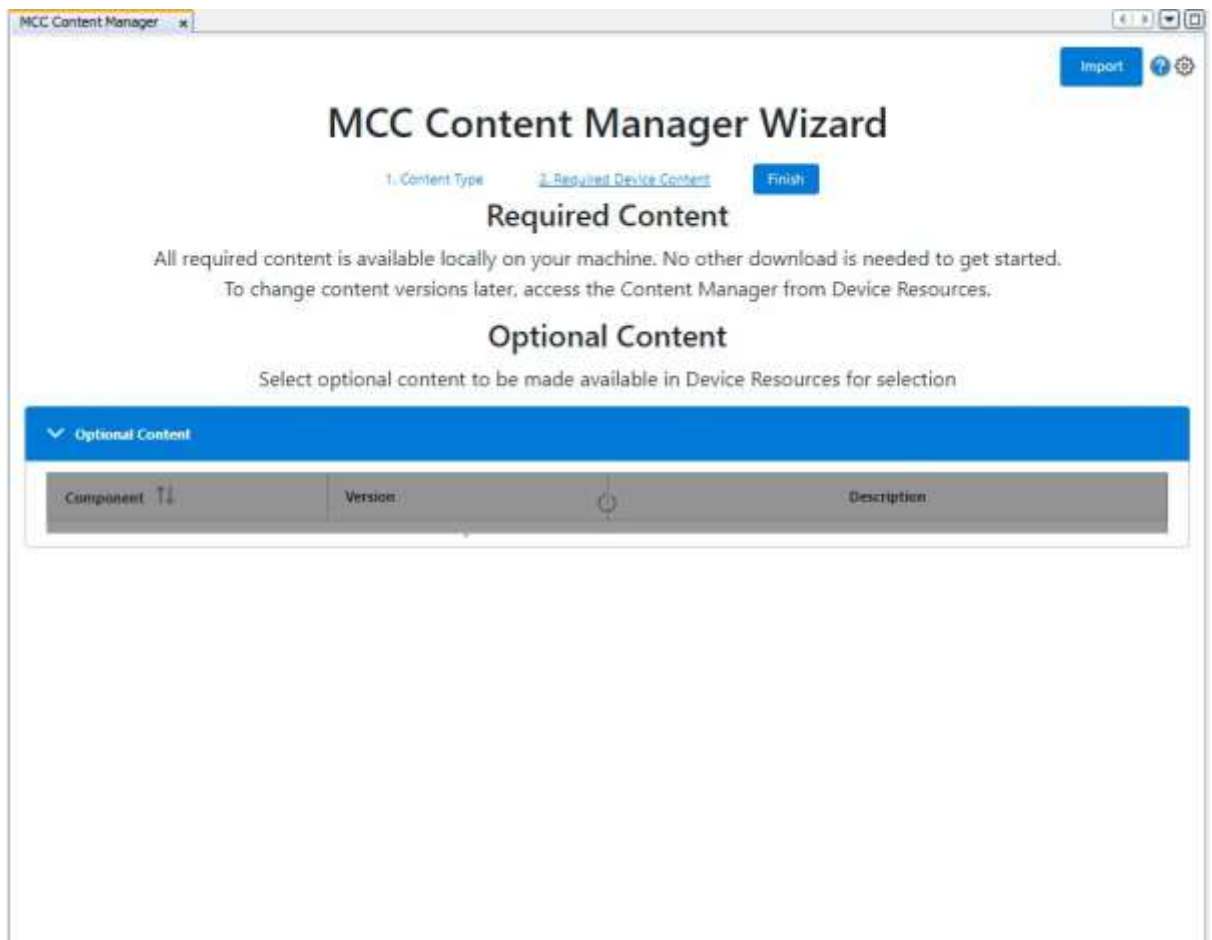 MCC Content Manager
Import
MCC Content Manager Wizard
1. Content Type 2. Required Device Content Finish
Required Content
All required content is available locally on your machine. No other download is needed to get started.
To change content versions later, access the Content Manager from Device Resources.
Optional Content
Select optional content to be made available in Device Resources for selection
Optional Content
Component Version Description